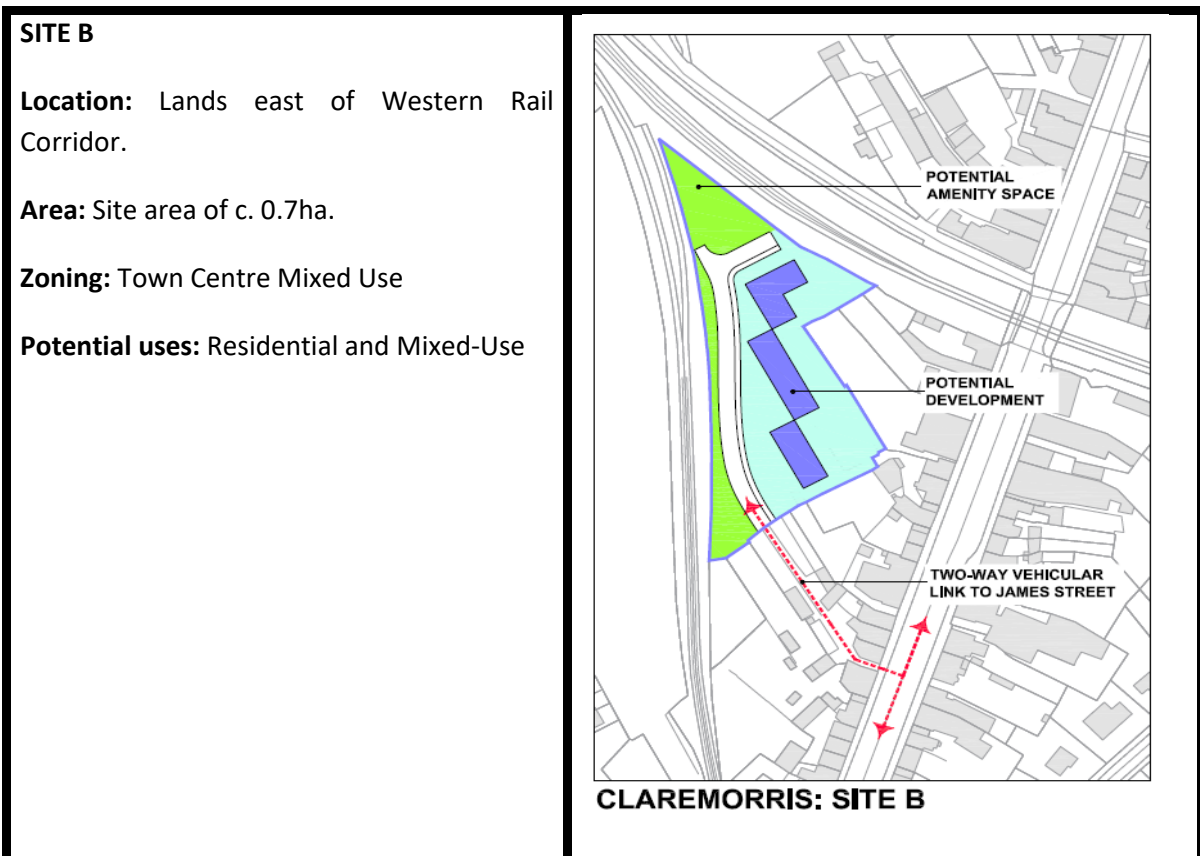 SITE B
Location: Lands east of Western Rail
Corridor.
Area: Site area of c. 0.7ha.
Zoning: Town Centre Mixed Use
Potential uses: Residential and Mixed-Use
POTENTIAL
AMENITY SPACE
POTENTIAL
DEVELOPMENT
TWO-WAY VEHICULAR
LINK TO JAMES STREET
CLAREMORRIS: SITE B